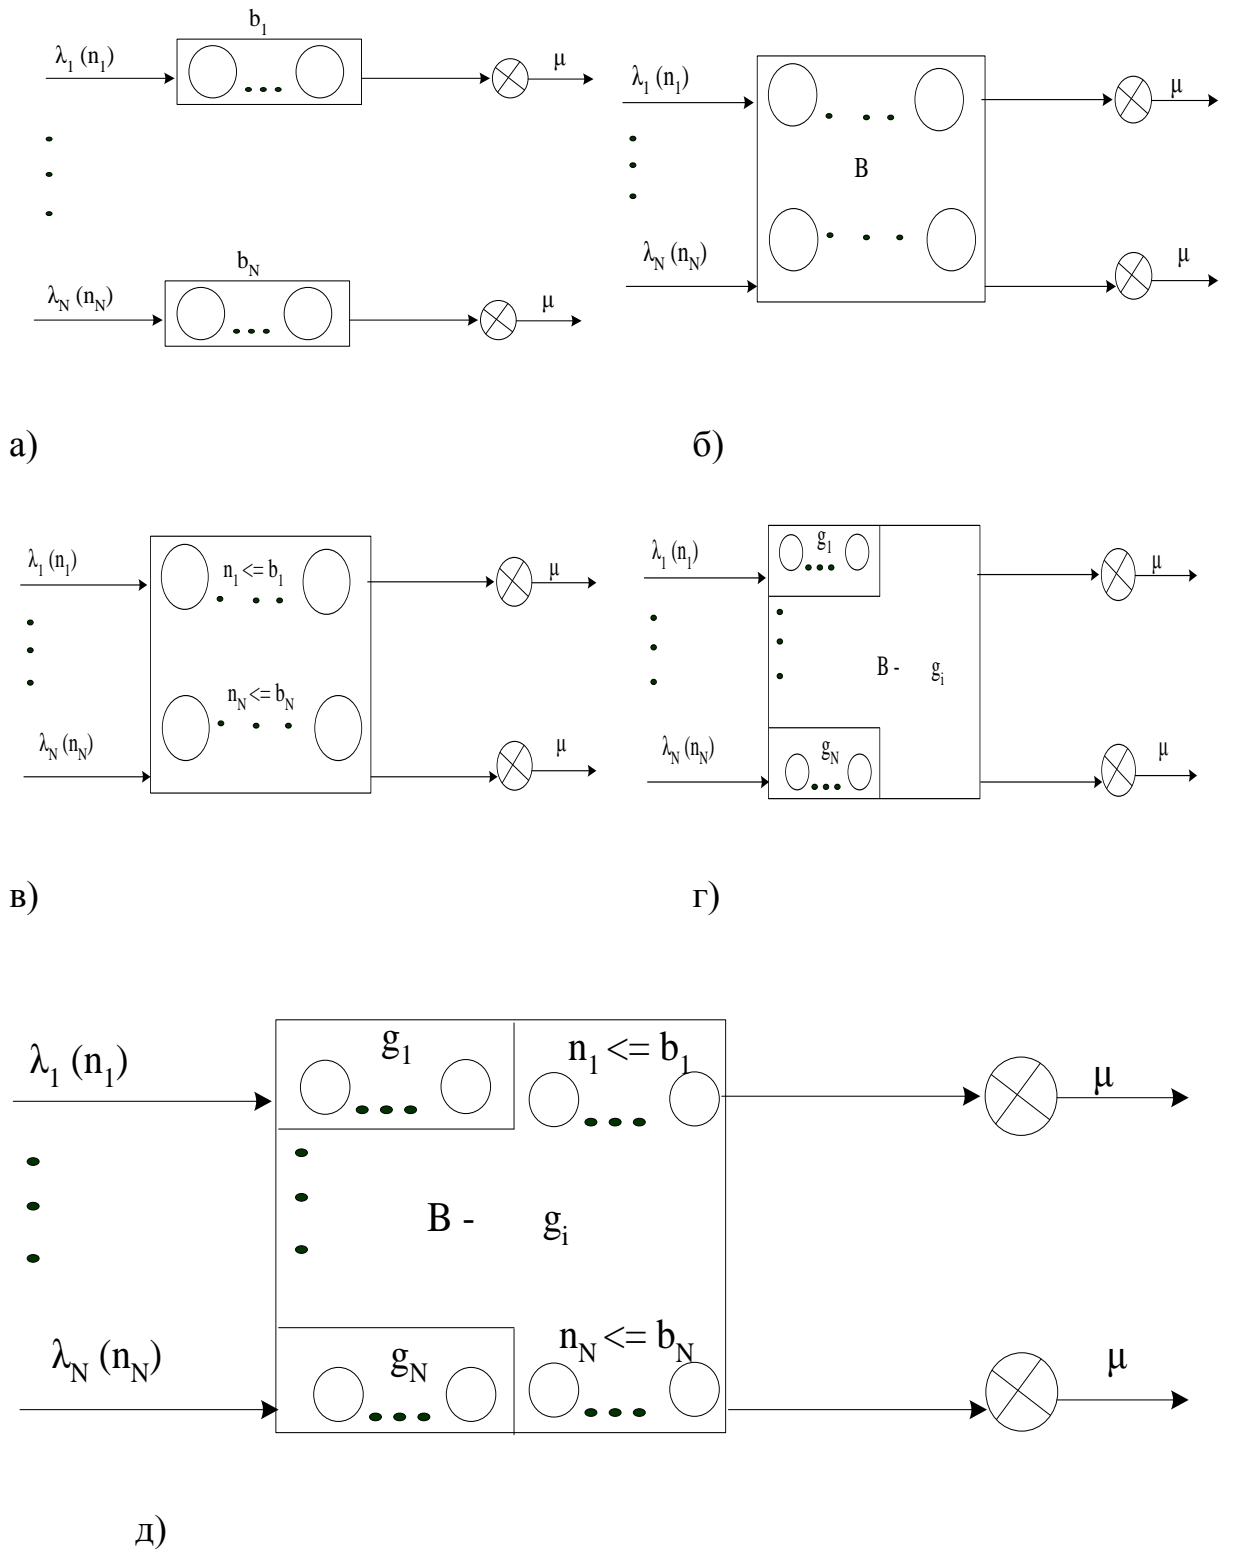 b1
λ1 (n1)
μ
bN
λN (nN)
μ
λ1 (n1)
μ
B
λN (nN)
μ
а)
б)
λ1 (n1)
n1 <= b1
μ
nN <= bN
λN (nN)
μ
λ1 (n1)
g1
μ
B - gi
λN (nN)
gN
μ
в)
г)
λ1 (n1)
g1
n1 <= b1
μ
B - gi
λN (nN)
gN
nN <= bN
μ
д)